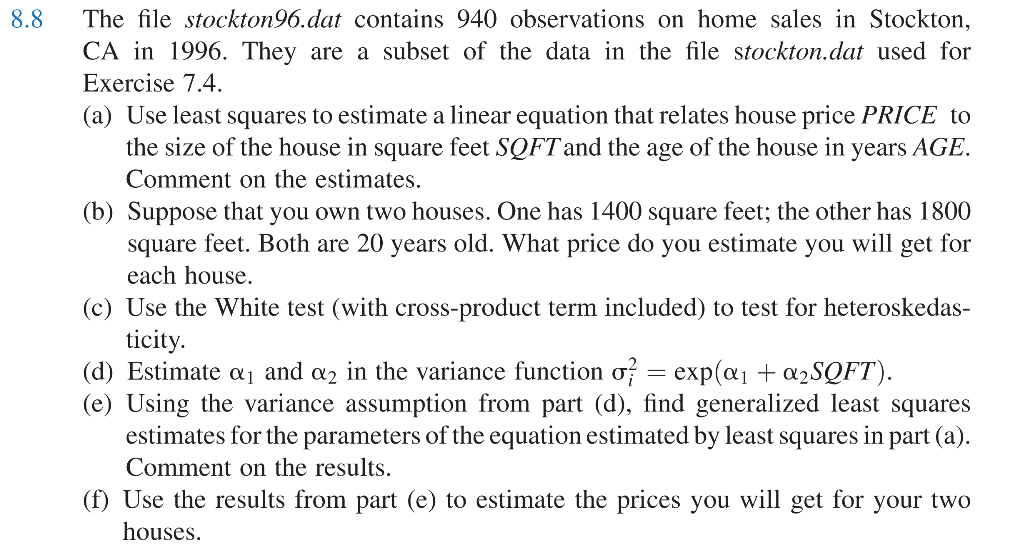 8.8 The file stockton96.dat contains 940 observations on home sales in Stockton,
CA in 1996. They are a subset of the data in the file stockton.dat used for
Exercise 7.4.
(a) Use least squares to estimate a linear equation that relates house price PRICE to
the size of the house in square feet SQFT and the age of the house in years AGE.
Comment on the estimates.
(b) Suppose that you own two houses. One has 1400 square feet; the other has 1800
square feet. Both are 20 years old. What price do you estimate you will get for
each house.
(c) Use the White test (with cross-product term included) to test for heteroskedas-
ticity.
(d) Estimate α₁ and α₂ in the variance function σᵢ² = exp(α₁ + α₂SQFT).
(e) Using the variance assumption from part (d), find generalized least squares
estimates for the parameters of the equation estimated by least squares in part (a).
Comment on the results.
(f) Use the results from part (e) to estimate the prices you will get for your two
houses.